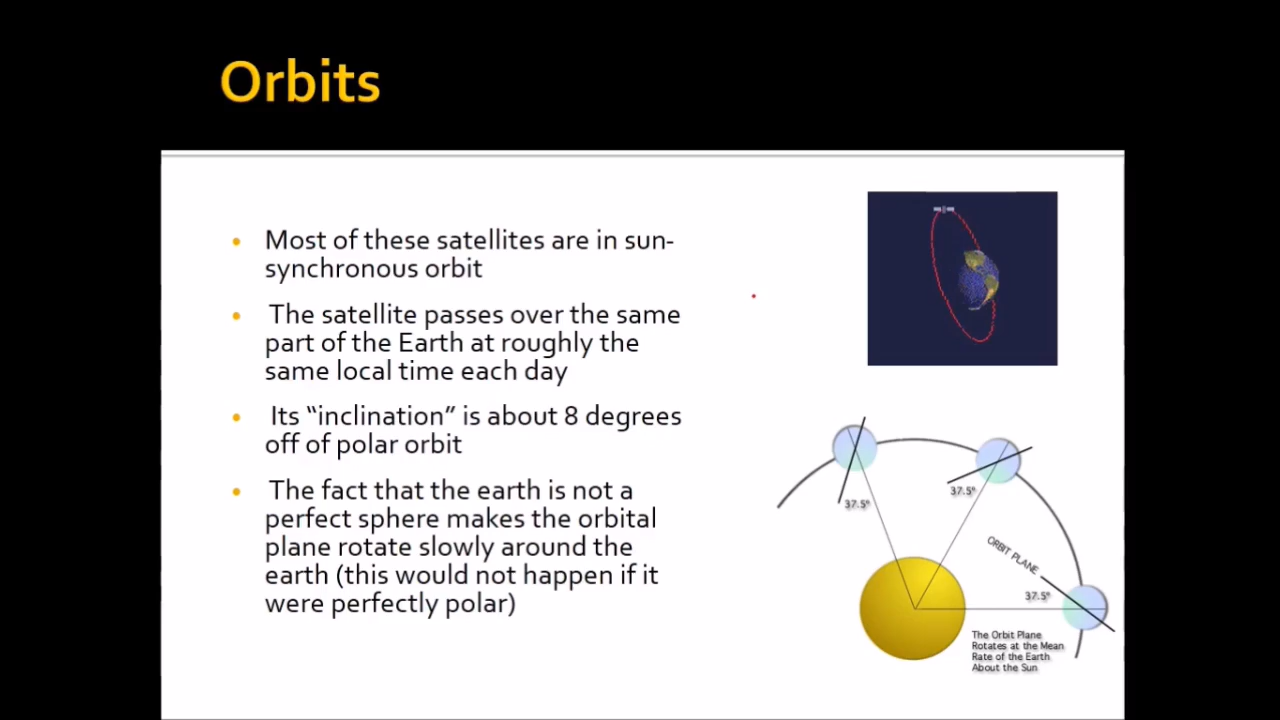 Orbits
Most of these satellites are in sun-
synchronous orbit
The satellite passes over the same
part of the Earth at roughly the
same local time each day
Its “inclination” is about 8 degrees
off of polar orbit
The fact that the earth is not a
perfect sphere makes the orbital
plane rotate slowly around the
earth (this would not happen if it
were perfectly polar)
37.5°
37.5°
ORBIT PLANE
37.5°
The Orbit Plane
Rotates at the Mean
Rate of the Earth
About the Sun